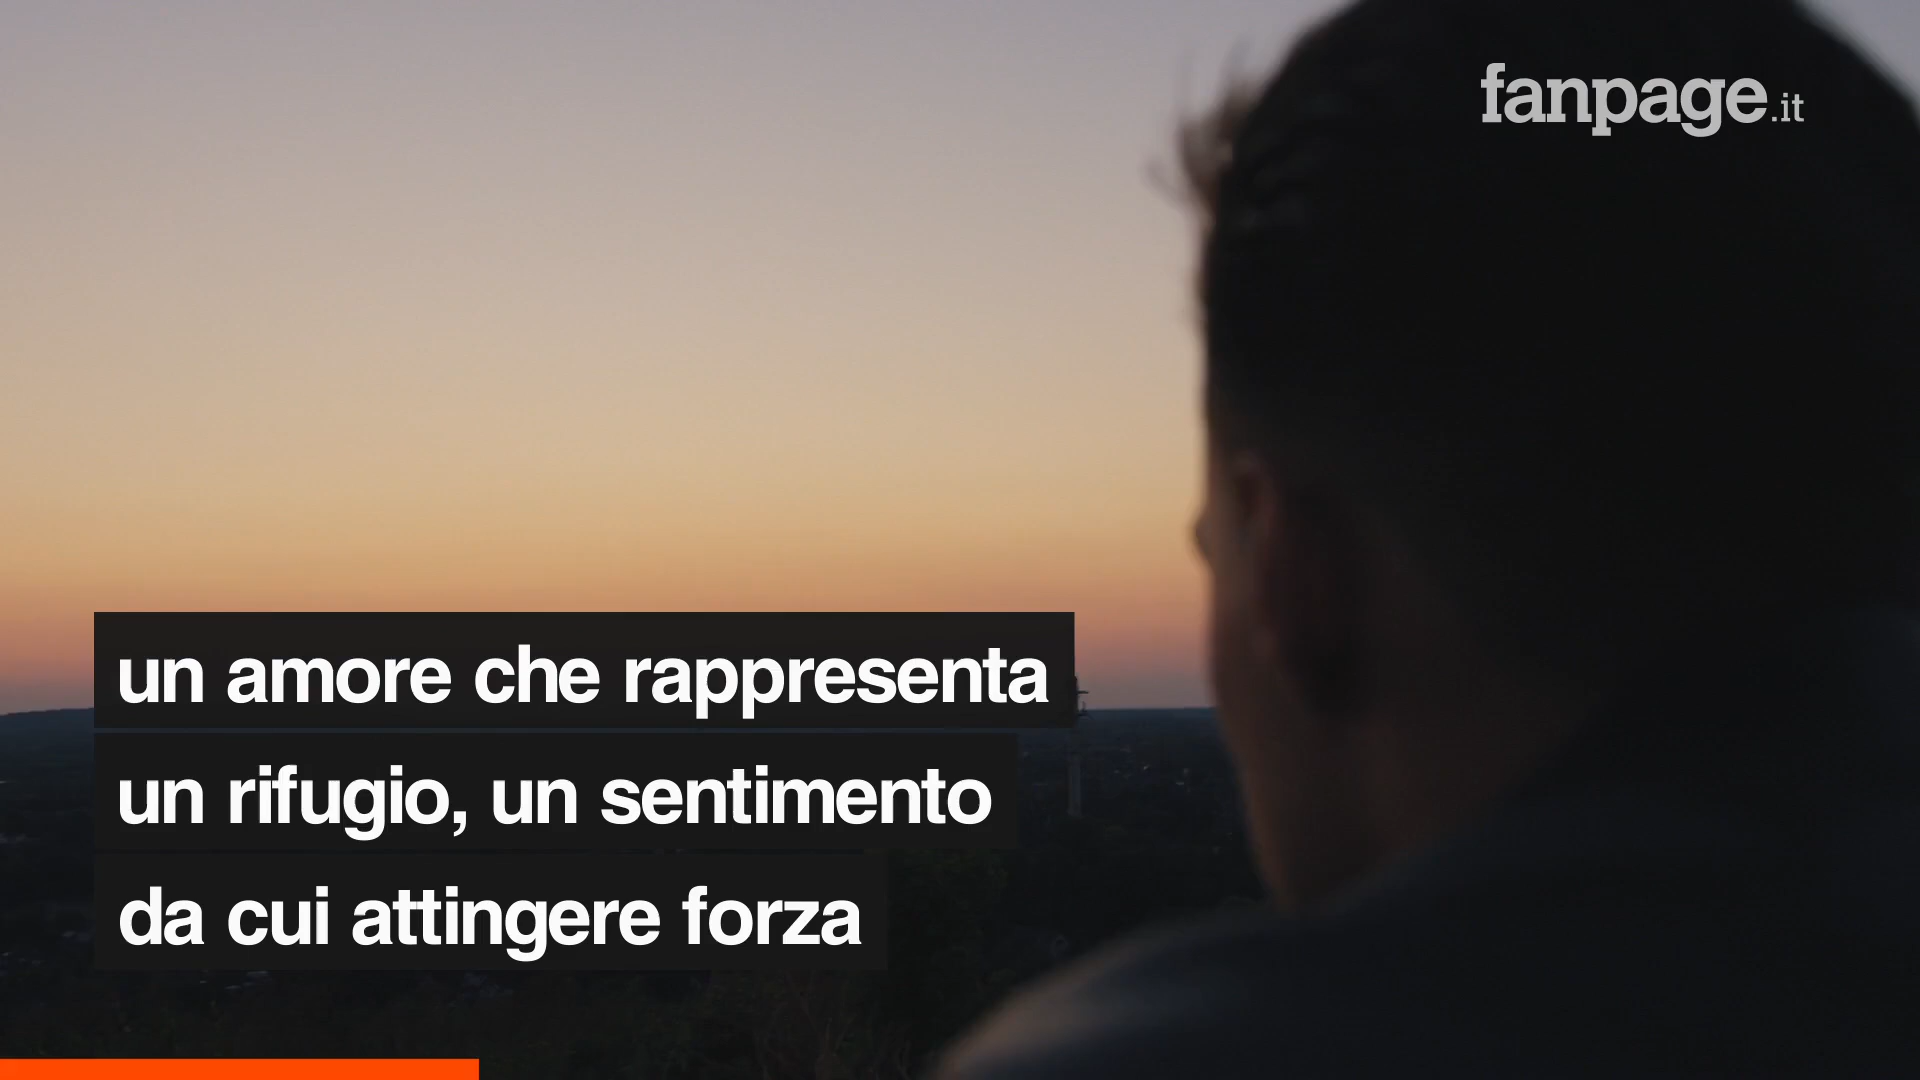 fanpage.it
un amore che rappresenta
un rifugio, un sentimento
da cui attingere forza